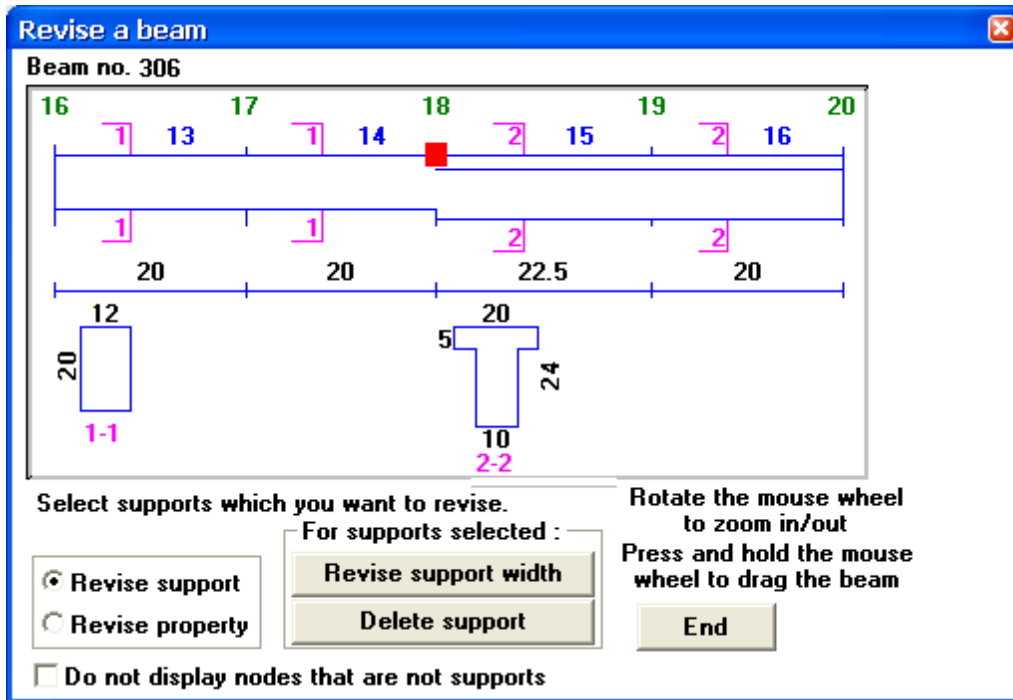 Revise a beam
Beam no. 306
16 17 18 19 20
1 13 1 14 2 15 2 16
1 1 2 2
20 20 22.5 20
12 20
5
20 24
1-1 10
2-2
Select supports which you want to revise.
For supports selected :
Revise support
Revise property
Revise support width
Delete support
Rotate the mouse wheel
to zoom in/out
Press and hold the mouse
wheel to drag the beam
End
Do not display nodes that are not supports